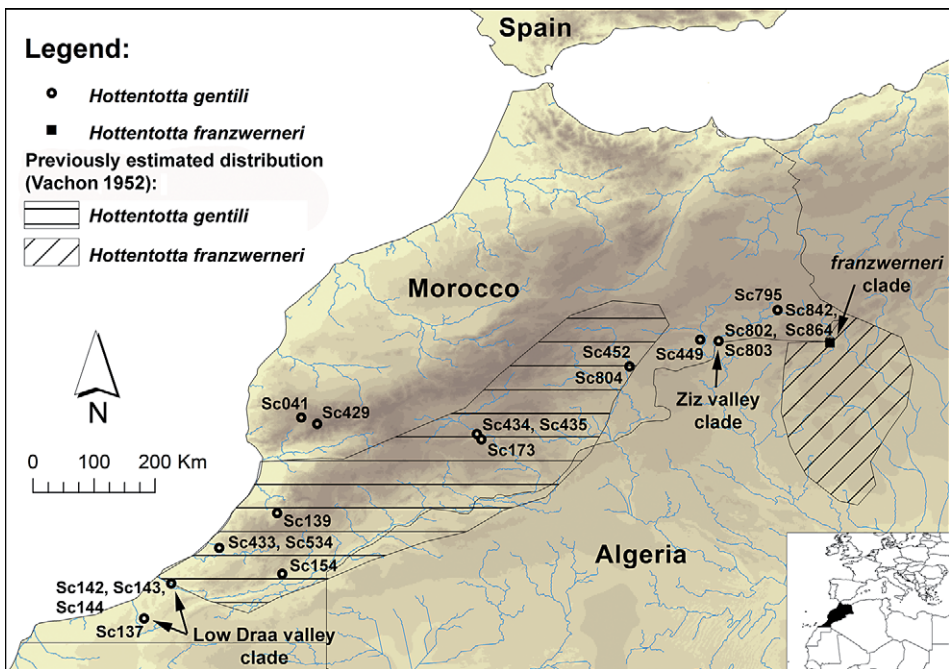 Spain
Legend:
Hottentotta gentili
Hottentotta franzwerneri
Previously estimated distribution
(Vachon 1952):
Hottentotta gentili
Hottentotta franzwerneri
franzwerneri
clade
Morocco
Sc795
Sc842,
Sc802, Sc864
Sc803
Sc449
Sc452
Sc804
Ziz valley
clade
Sc041
Sc429
N
Sc434, Sc435
Sc173
0 100 200 Km
Sc139
Sc433, Sc534
Algeria
Sc154
Sc142, Sc143,
Sc144
Sc137
Low Draa valley
clade